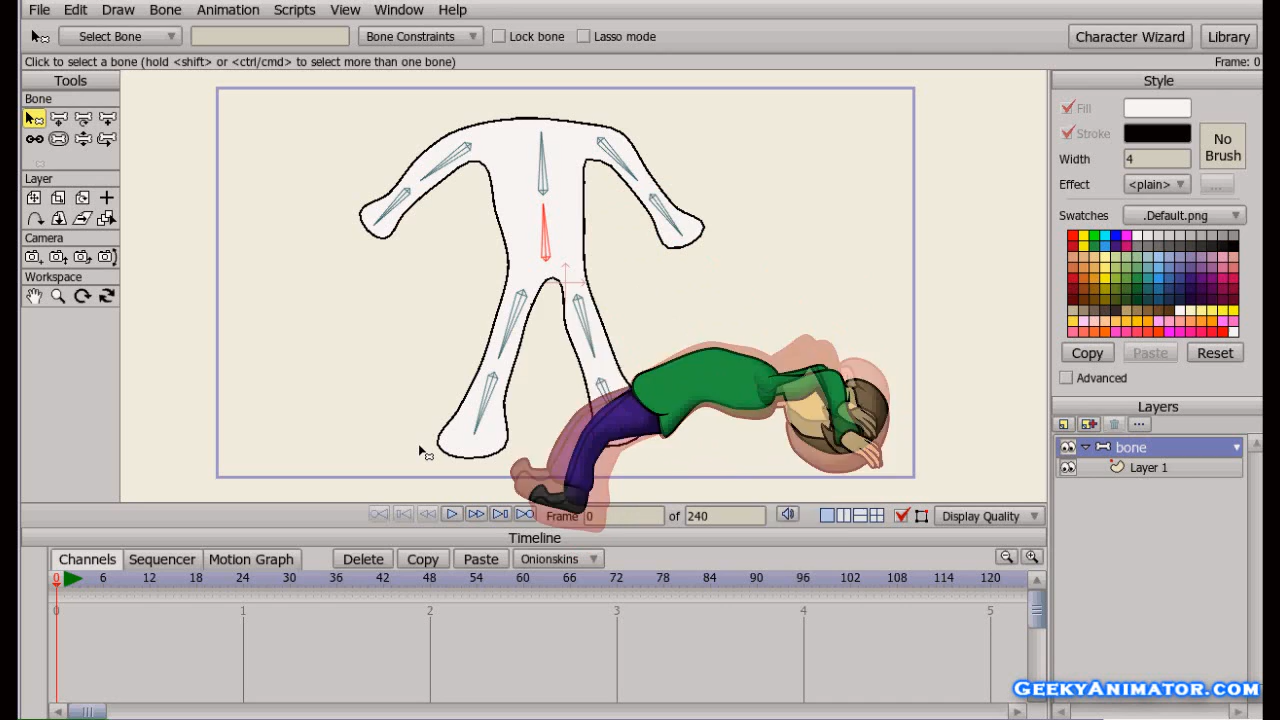 File Edit Draw Bone Animation Scripts View Window Help
Select Bone Bone Constraints Lock bone Lasso mode Character Wizard Library
Click to select a bone (hold <shift> or <ctrl/cmd> to select more than one bone) Frame: 0
Tools Style
Bone
Fill
Stroke No Brush
Width 4
Effect <plain> ...
Layer
Swatches .Default.png
Camera
Workspace
Copy Paste Reset
Advanced
Layers
...
bone
Layer 1
Frame 0 of 240 Display Quality
Timeline
Channels Sequencer Motion Graph Delete Copy Paste Onionskins
0 6 12 18 24 30 36 42 48 54 60 66 72 78 84 90 96 102 108 114 120
0 1 2 3 4 5
GeekyAnimator.com